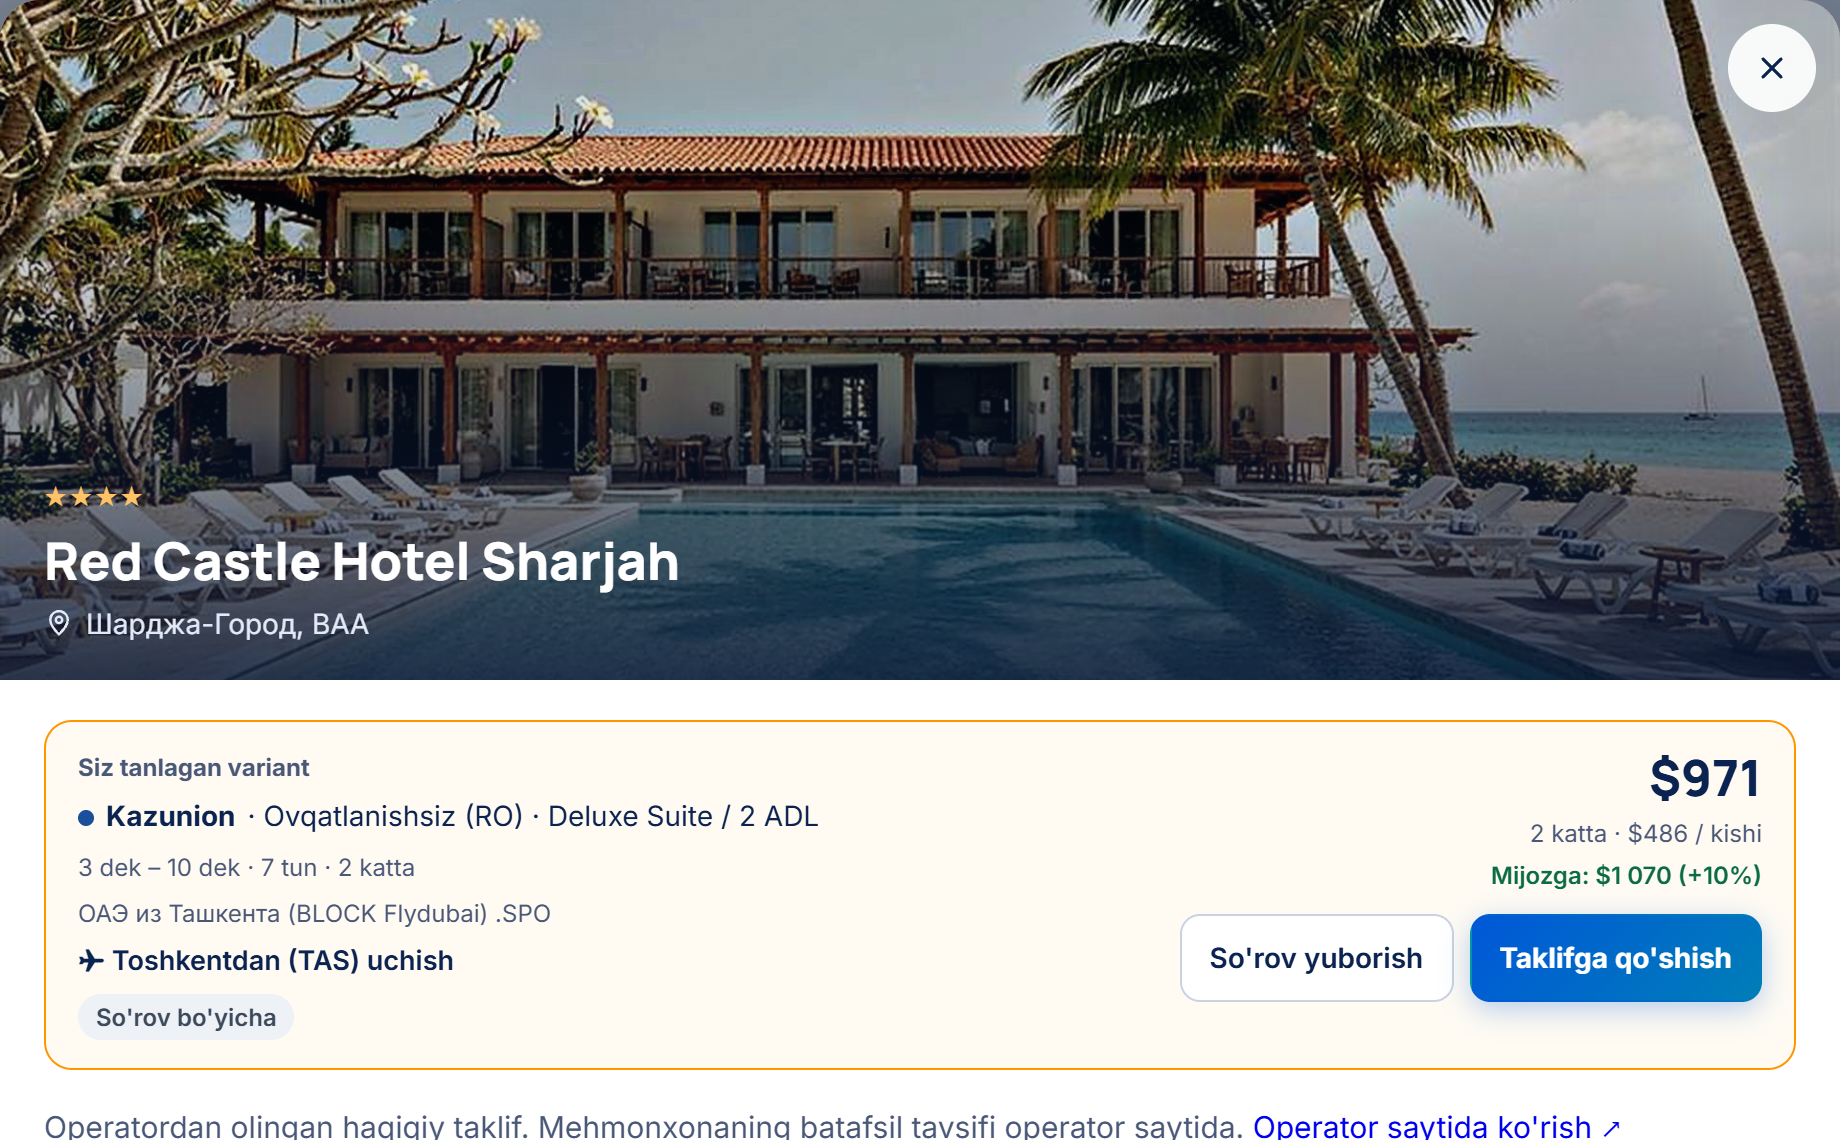 ★★★★
Red Castle Hotel Sharjah
Шарджа-Город, BAA
Siz tanlagan variant
Kazunion · Ovqatlanishsiz (RO) · Deluxe Suite / 2 ADL
3 dek – 10 dek · 7 tun · 2 katta
ОАЭ из Ташкента (BLOCK Flydubai) .SPO
Toshkentdan (TAS) uchish
So'rov bo'yicha
$971
2 katta · $486 / kishi
Mijozga: $1 070 (+10%)
So'rov yuborish
Taklifga qo'shish
Operatordan olingan haqiqiy taklif. Mehmonxonaning batafsil tavsifi operator saytida. Operator saytida ko'rish ↗